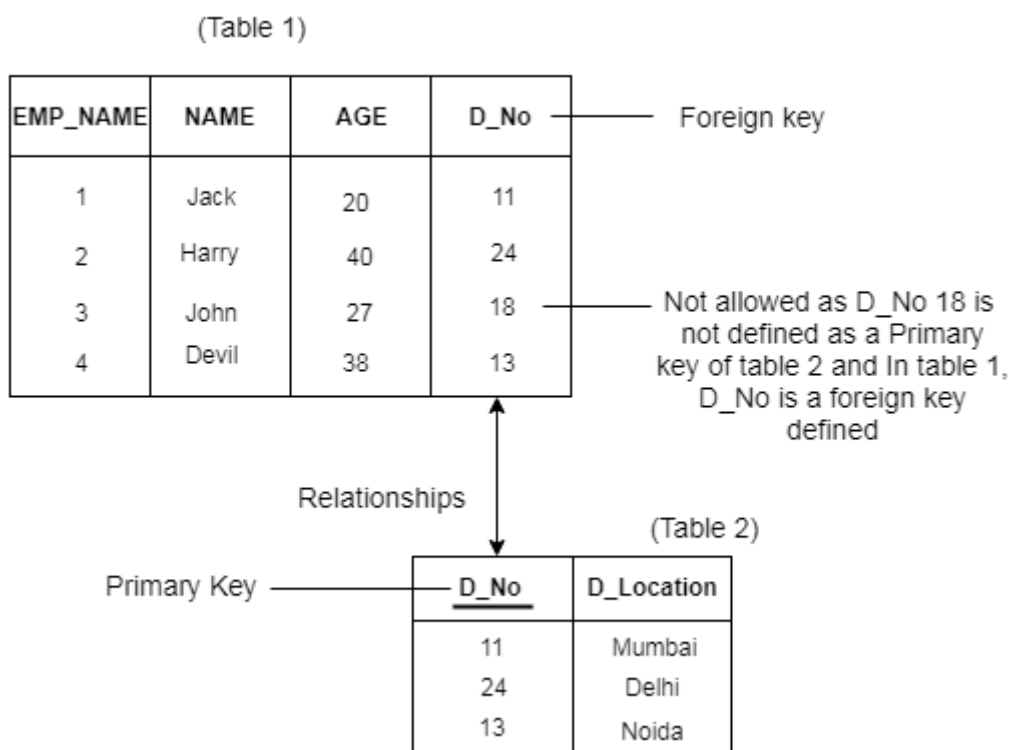 (Table 1)
EMP_NAME NAME AGE D_No Foreign key
1 Jack 20 11
2 Harry 40 24
3 John 27 18
4 Devil 38 13
Not allowed as D_No 18 is
not defined as a Primary
key of table 2 and In table 1,
D_No is a foreign key
defined
Relationships
(Table 2)
Primary Key D_No D_Location
11 Mumbai
24 Delhi
13 Noida